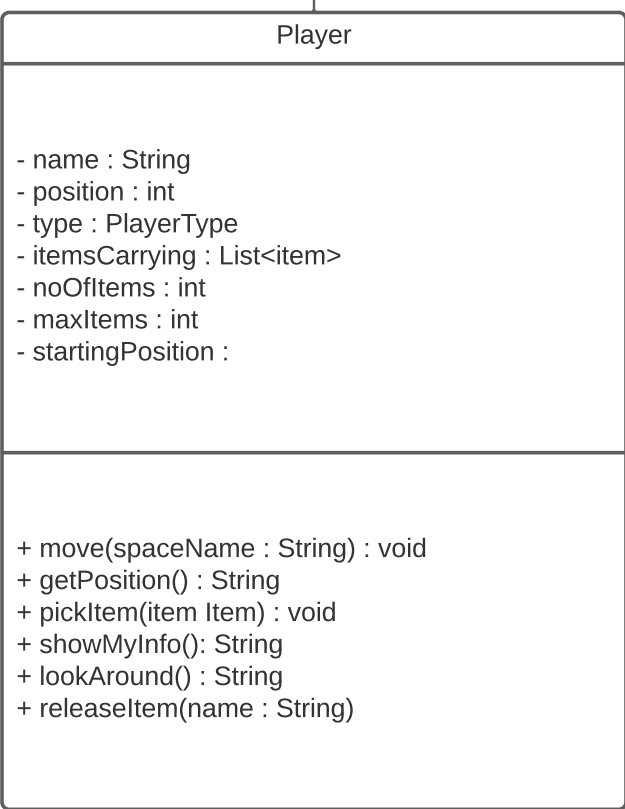 Player
- name : String
- position : int
- type : PlayerType
- itemsCarrying : List<item>
- noOfItems : int
- maxItems : int
- startingPosition :
+ move(spaceName : String) : void
+ getPosition() : String
+ pickItem(item Item) : void
+ showMyInfo(): String
+ lookAround() : String
+ releaseItem(name : String)